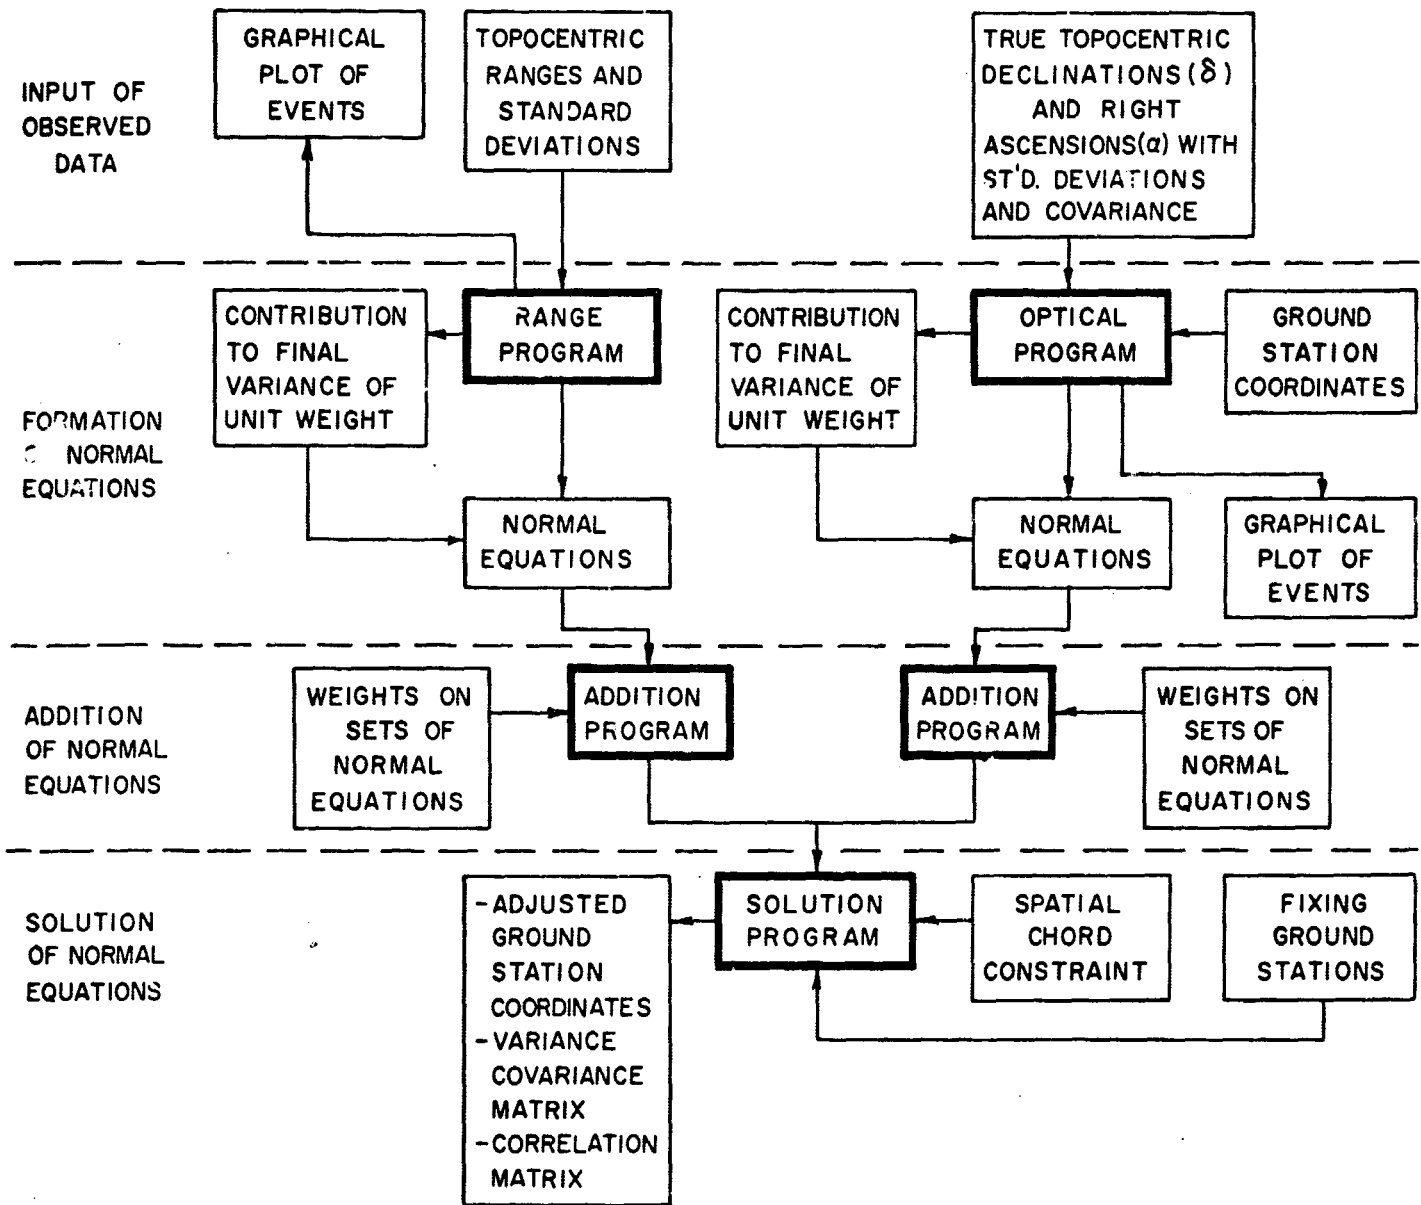 INPUT OF
OBSERVED
DATA
GRAPHICAL
PLOT OF
EVENTS
TOPOCENTRIC
RANGES AND
STANDARD
DEVIATIONS
TRUE TOPOCENTRIC
DECLINATIONS (δ)
AND RIGHT
ASCENSIONS(α) WITH
ST'D. DEVIATIONS
AND COVARIANCE
FORMATION
NORMAL
EQUATIONS
CONTRIBUTION
TO FINAL
VARIANCE OF
UNIT WEIGHT
RANGE
PROGRAM
CONTRIBUTION
TO FINAL
VARIANCE OF
UNIT WEIGHT
OPTICAL
PROGRAM
GROUND
STATION
COORDINATES
NORMAL
EQUATIONS
NORMAL
EQUATIONS
GRAPHICAL
PLOT OF
EVENTS
ADDITION
OF NORMAL
EQUATIONS
WEIGHTS ON
SETS OF
NORMAL
EQUATIONS
ADDITION
PROGRAM
ADDITION
PROGRAM
WEIGHTS ON
SETS OF
NORMAL
EQUATIONS
SOLUTION
OF NORMAL
EQUATIONS
-ADJUSTED
GROUND
STATION
COORDINATES
-VARIANCE
COVARIANCE
MATRIX
-CORRELATION
MATRIX
SOLUTION
PROGRAM
SPATIAL
CHORD
CONSTRAINT
FIXING
GROUND
STATIONS